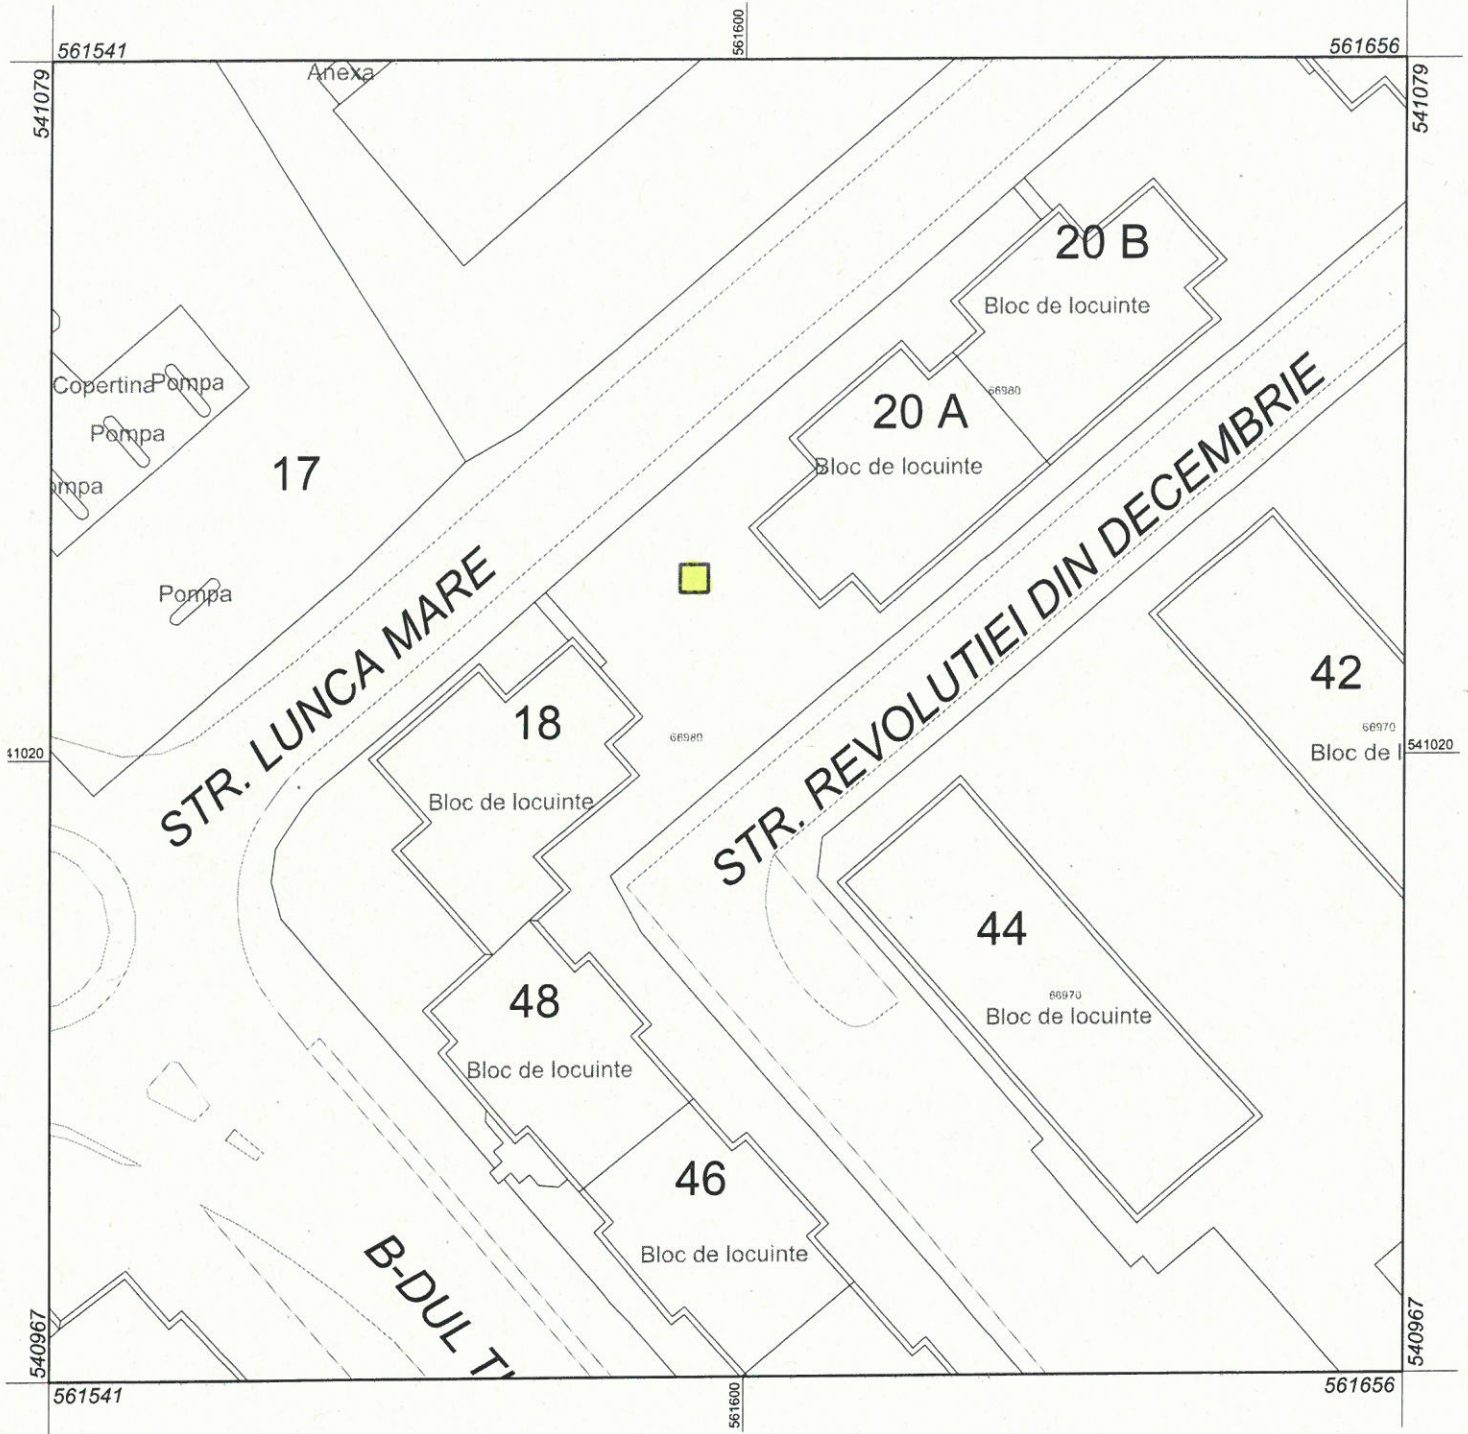 561600
561541
561656
541079
541079
Anexa
20 B
Bloc de locuinte
Copertina
Pompa
66980
20 A
Pompa
Bloc de locuinte
17
ompa
STR. LUNCA MARE
Pompa
STR. REVOLUTIEI DIN DECEMBRIE
42
18
66980
66970
Bloc de l
41020
541020
Bloc de locuinte
44
66970
48
Bloc de locuinte
Bloc de locuinte
46
Bloc de locuinte
B-DUL
540967
540967
561541
561600
561656